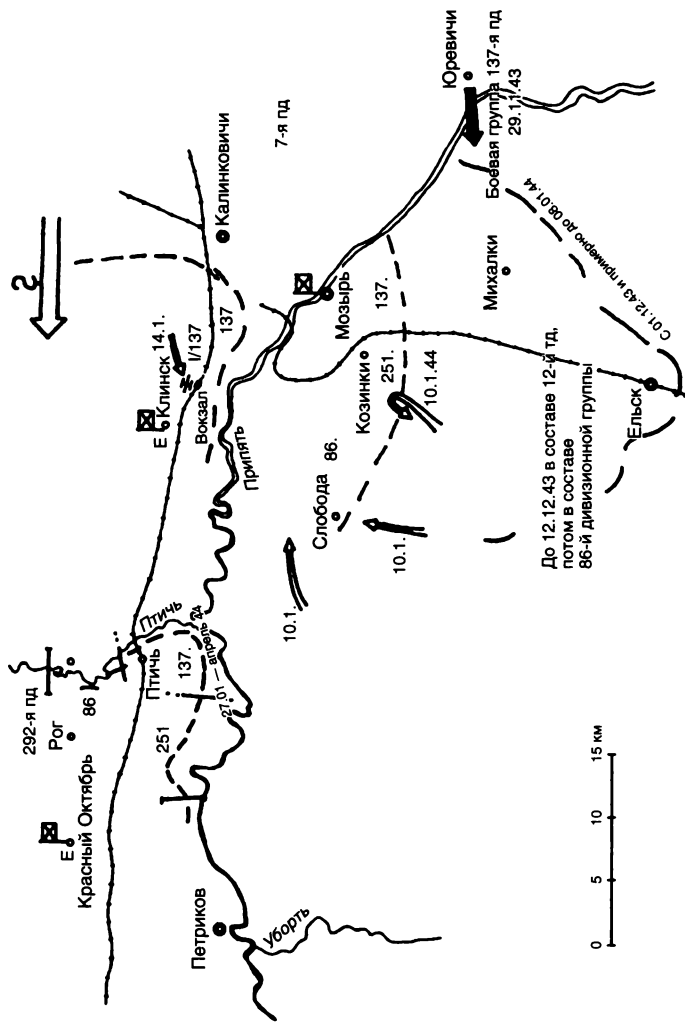 292-я пд
Рог
86
Красный Октябрь
E
Петриков
Уборть
251
137.
27.01 — апрель 44
Птичь
Птичь
Клинск 14.1.
E
I/137
137
Вокзал
Припять
Калинковичи
7-я пд
Мозырь
Козинки
251.
137.
10.1.44
86.
Слобода
10.1.
10.1.
Юревичи
Боевая группа 137-я пд
29.11.43
Михалки
С 01.12.43 и примерно до 08.01.44
Ельск
До 12.12.43 в составе 12-й тд,
потом в составе
86-й дивизионной группы
0 5 10 15 км